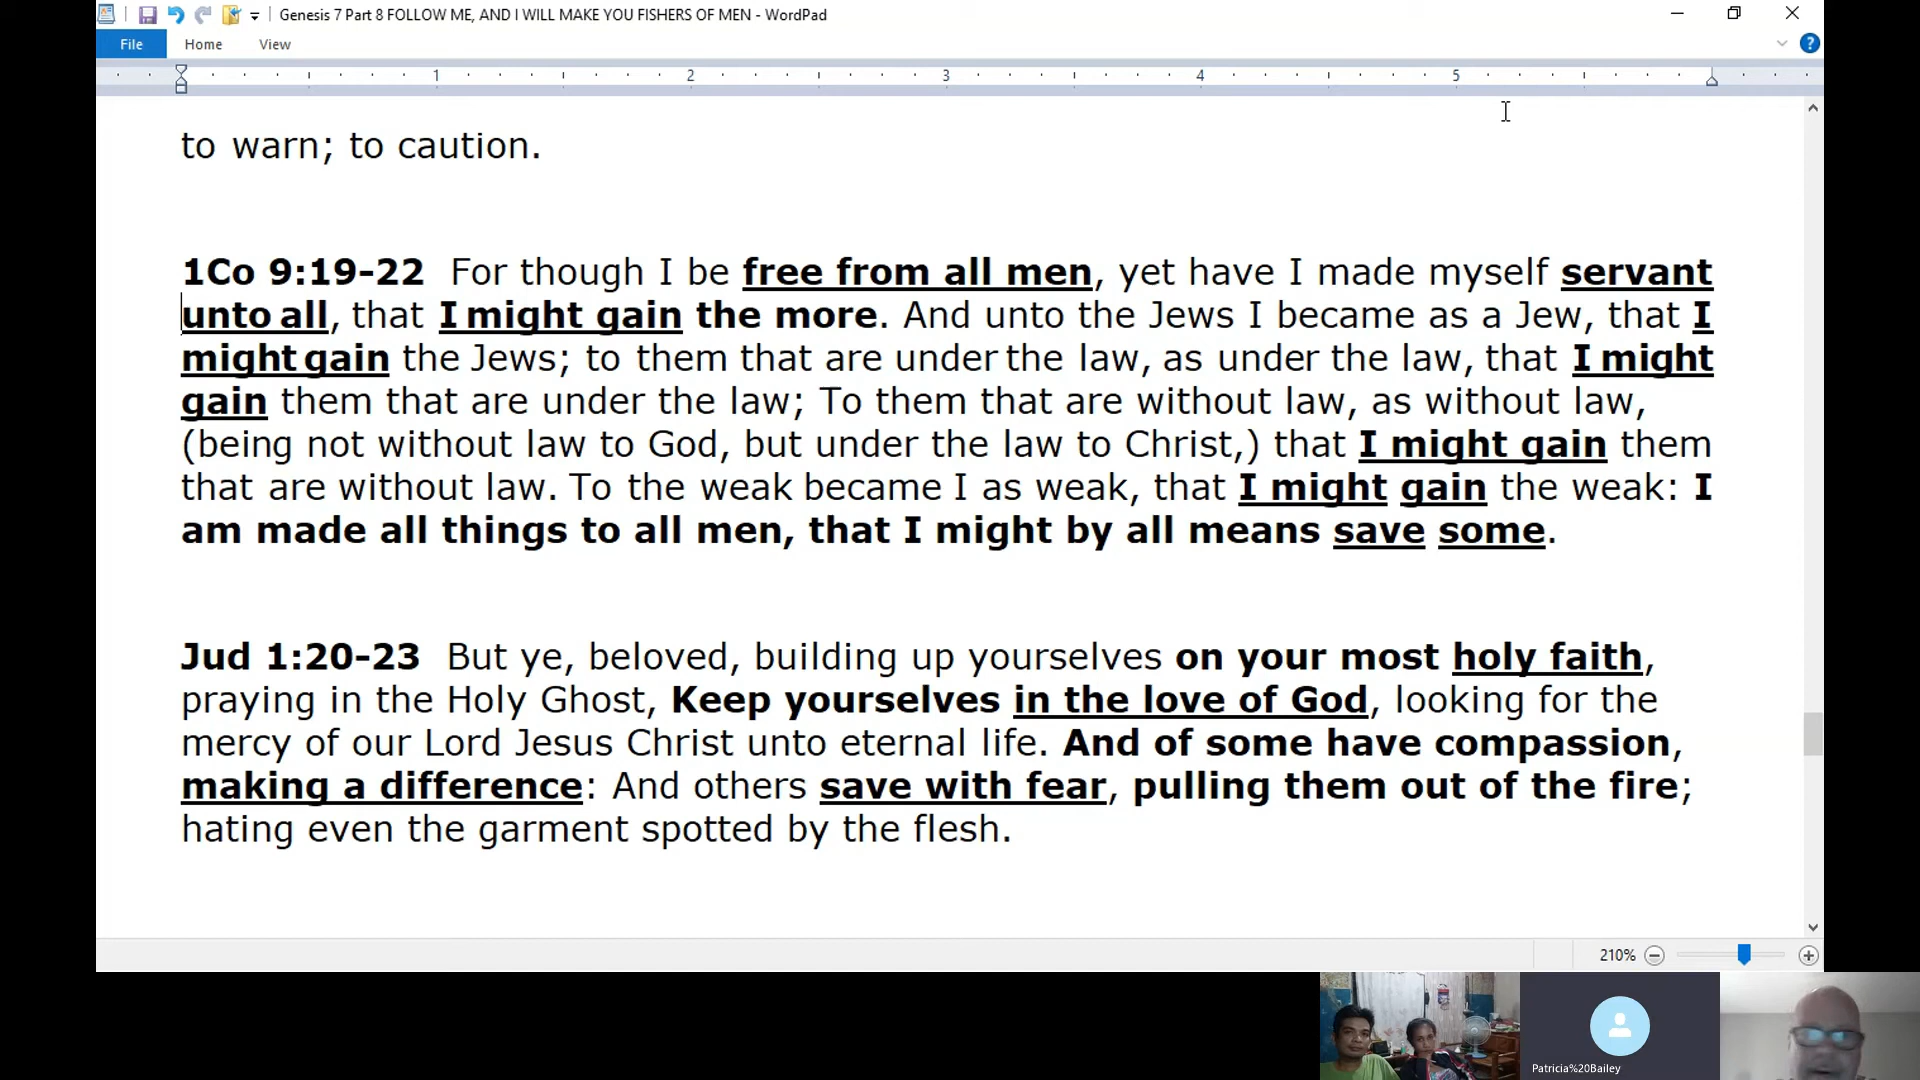 Genesis 7 Part 8 FOLLOW ME, AND I WILL MAKE YOU FISHERS OF MEN - WordPad
File Home View
1 2 3 4 5
to warn; to caution.
1Co 9:19-22 For though I be free from all men, yet have I made myself servant
unto all, that I might gain the more. And unto the Jews I became as a Jew, that I
might gain the Jews; to them that are under the law, as under the law, that I might
gain them that are under the law; To them that are without law, as without law,
(being not without law to God, but under the law to Christ,) that I might gain them
that are without law. To the weak became I as weak, that I might gain the weak: I
am made all things to all men, that I might by all means save some.
Jud 1:20-23 But ye, beloved, building up yourselves on your most holy faith,
praying in the Holy Ghost, Keep yourselves in the love of God, looking for the
mercy of our Lord Jesus Christ unto eternal life. And of some have compassion,
making a difference: And others save with fear, pulling them out of the fire;
hating even the garment spotted by the flesh.
210%
Patricia%20Bailey